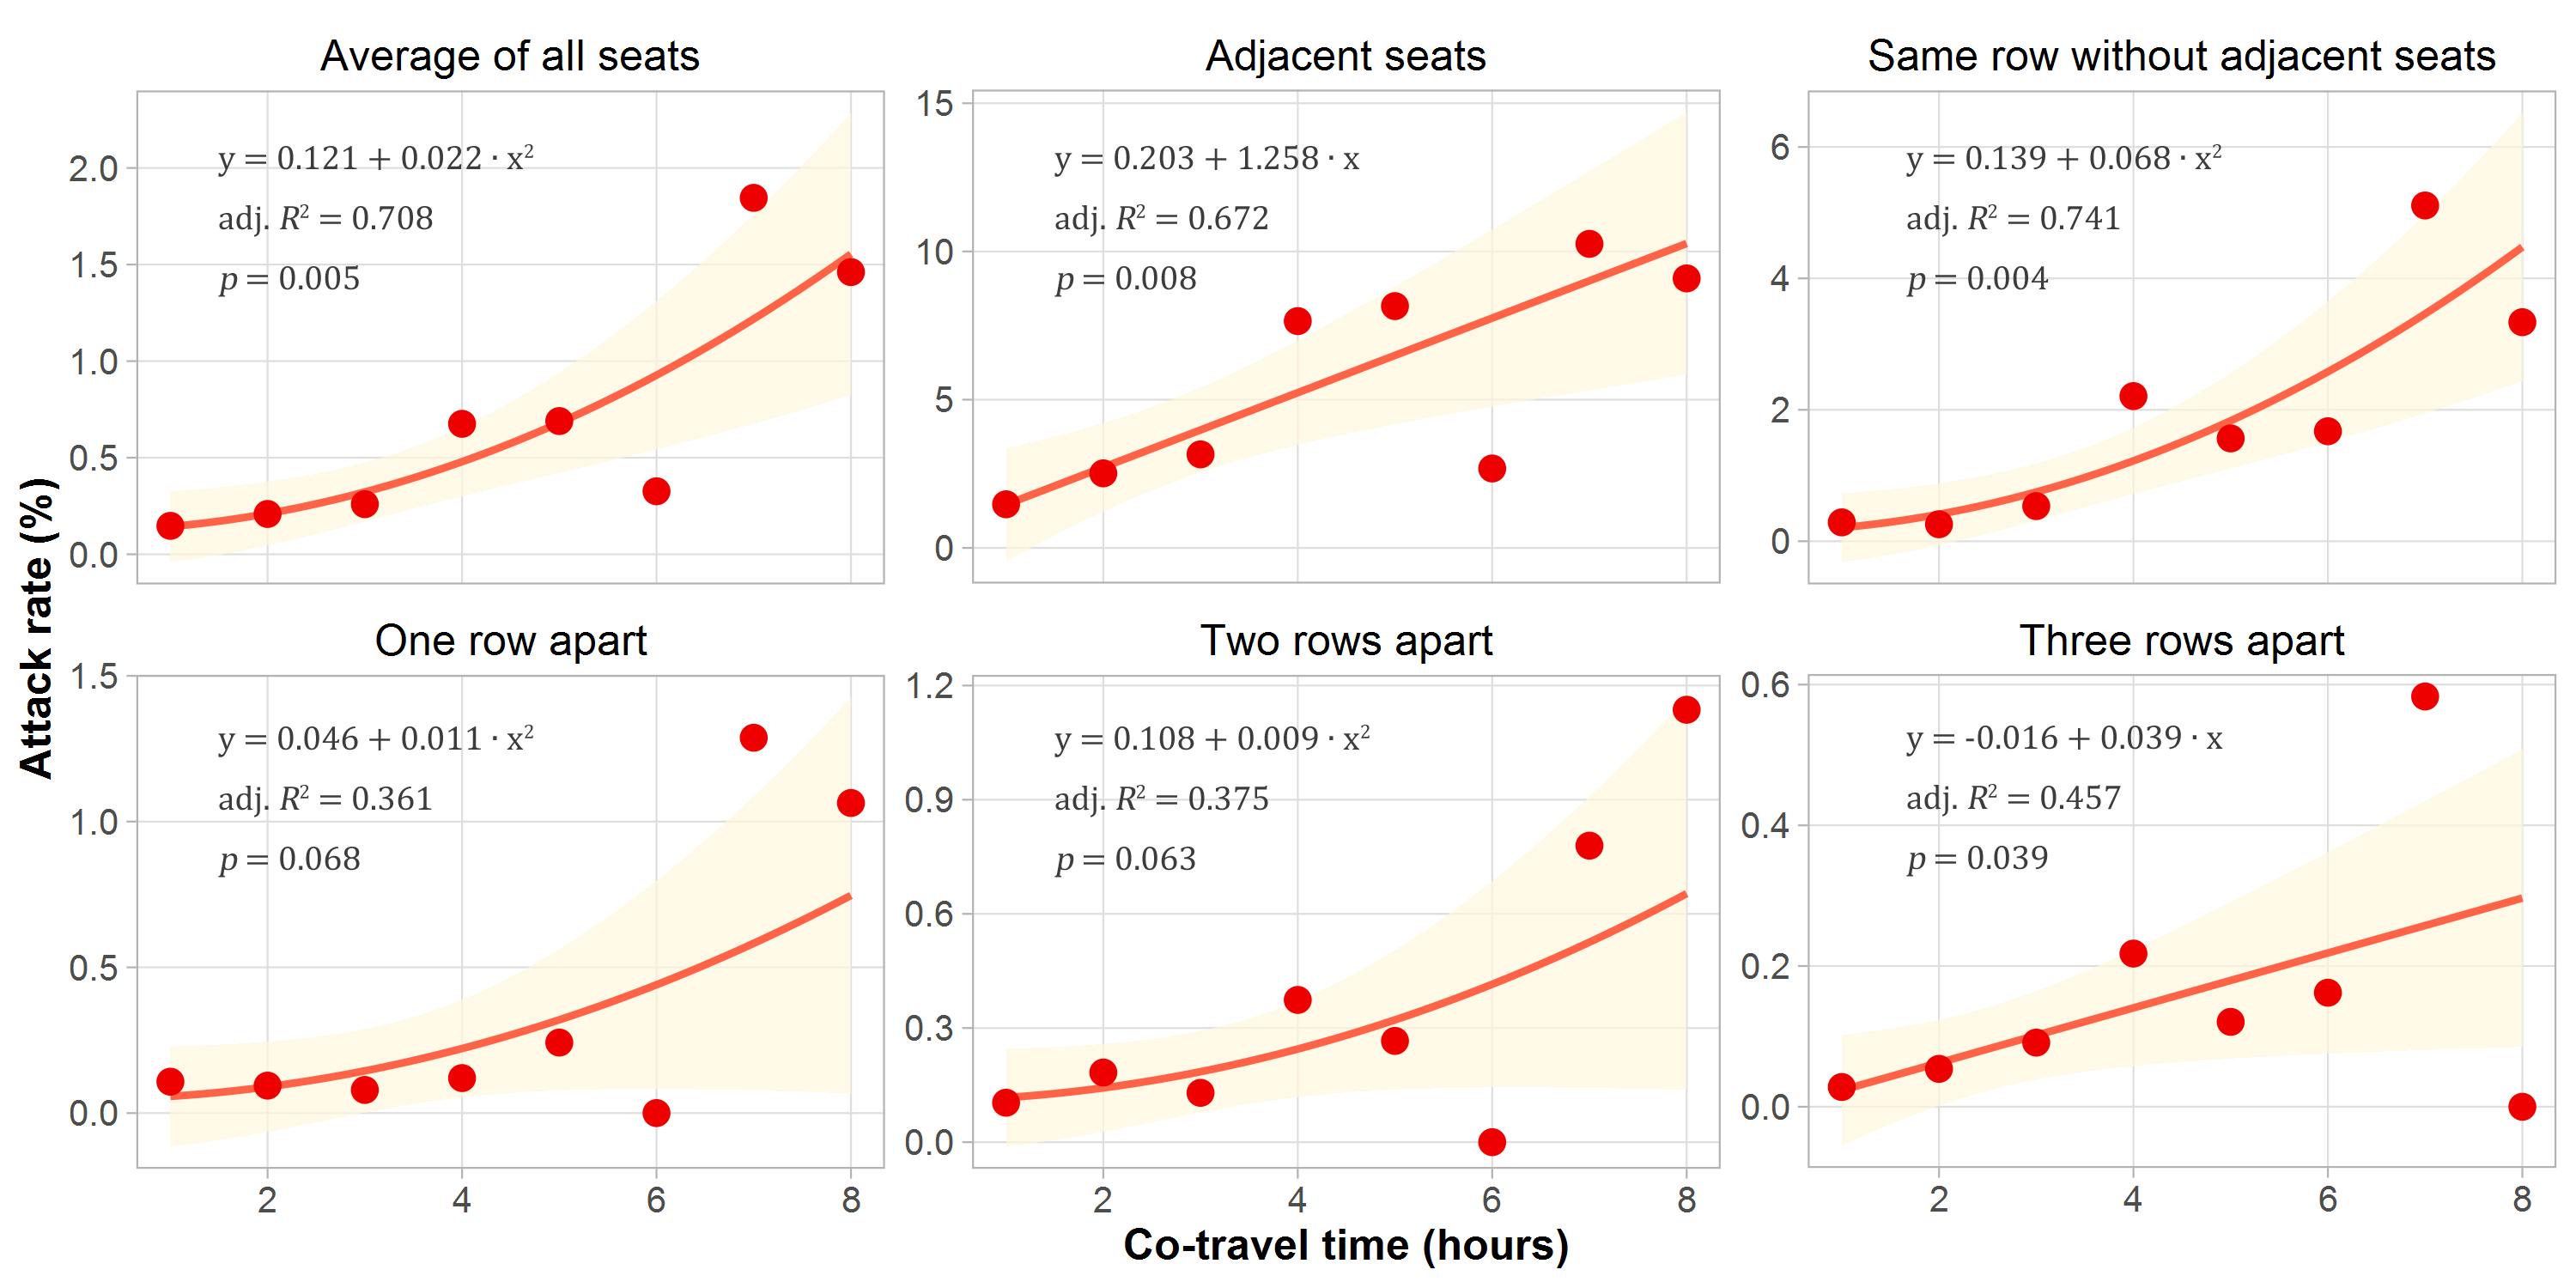 Average of all seats
Adjacent seats
Same row without adjacent seats
y = 0.121 + 0.022 · x²
adj. R² = 0.708
p = 0.005
2.0
1.5
1.0
0.5
0.0
y = 0.203 + 1.258 · x
adj. R² = 0.672
p = 0.008
15
10
5
0
y = 0.139 + 0.068 · x²
adj. R² = 0.741
p = 0.004
6
4
2
0
Attack rate (%)
One row apart
Two rows apart
Three rows apart
y = 0.046 + 0.011 · x²
adj. R² = 0.361
p = 0.068
1.5
1.0
0.5
0.0
2 4 6 8
y = 0.108 + 0.009 · x²
adj. R² = 0.375
p = 0.063
1.2
0.9
0.6
0.3
0.0
2 4 6 8
y = -0.016 + 0.039 · x
adj. R² = 0.457
p = 0.039
0.6
0.4
0.2
0.0
2 4 6 8
Co-travel time (hours)